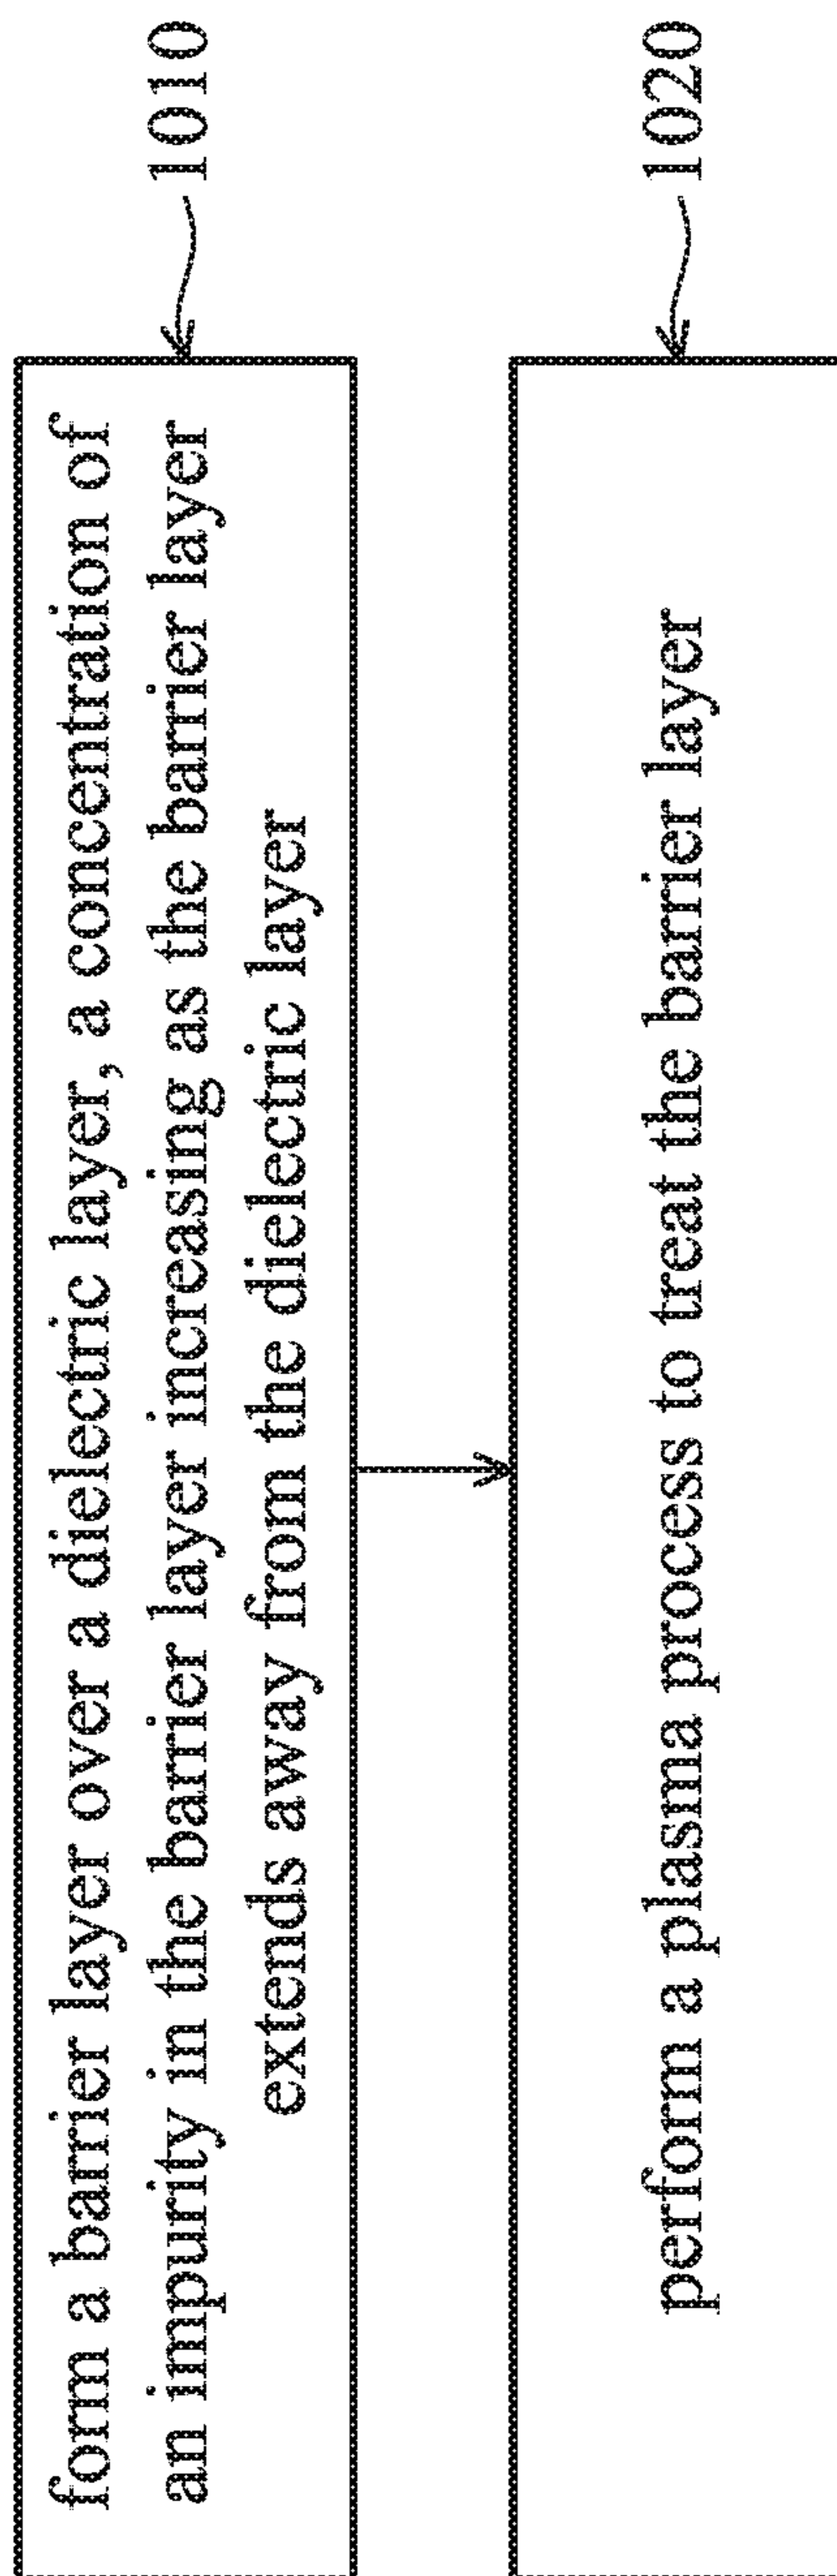 form a barrier layer over a dielectric layer, a concentration of
an impurity in the barrier layer increasing as the barrier layer
extends away from the dielectric layer
1010
perform a plasma process to treat the barrier layer
1020